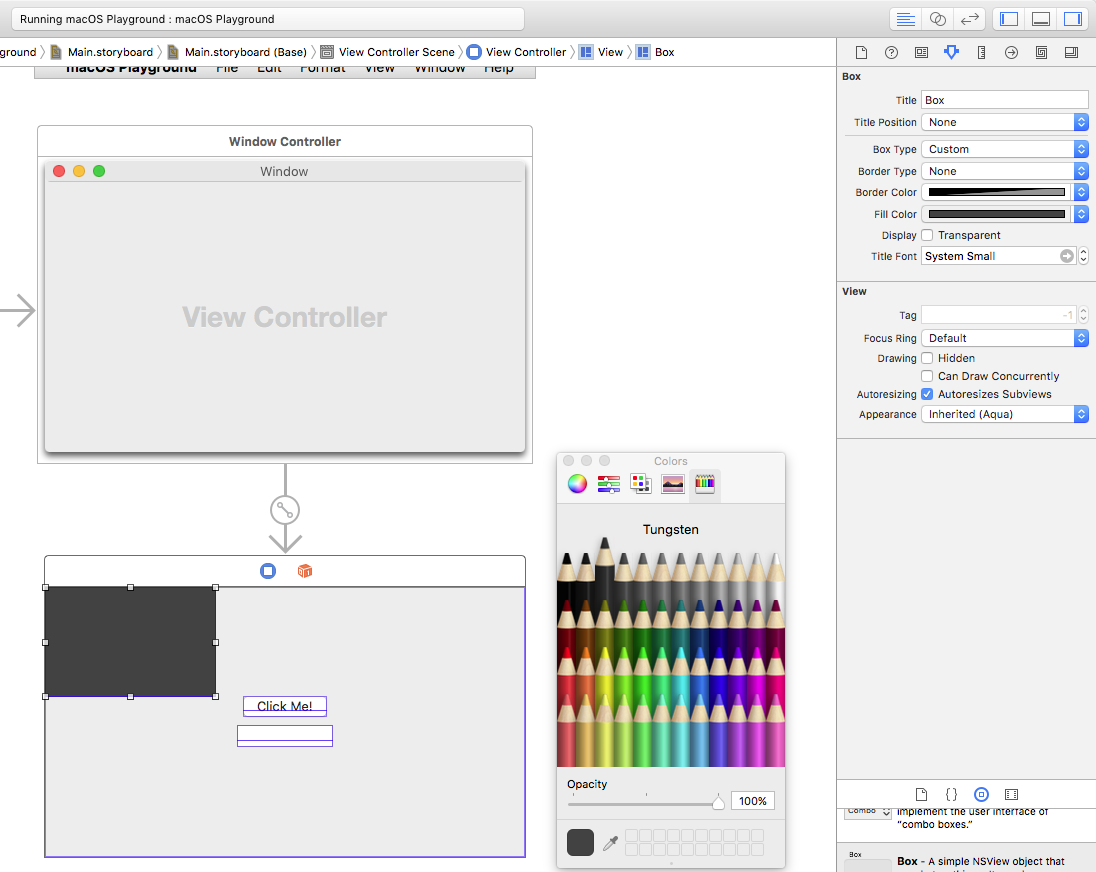 Running macOS Playground : macOS Playground
ground
Main.storyboard
Main.storyboard (Base)
View Controller Scene
View Controller
View
Box
macOS Playground File Edit Format View Window Help
Window Controller
Window
View Controller
Click Me!
Colors
Tungsten
Opacity
100%
Box
Title Box
Title Position None
Box Type Custom
Border Type None
Border Color
Fill Color
Display Transparent
Title Font System Small
View
Tag -1
Focus Ring Default
Drawing Hidden
Can Draw Concurrently
Autoresizing Autoresizes Subviews
Appearance Inherited (Aqua)
Combo
implement the user interface of
"combo boxes."
Box
Box - A simple NSView object that